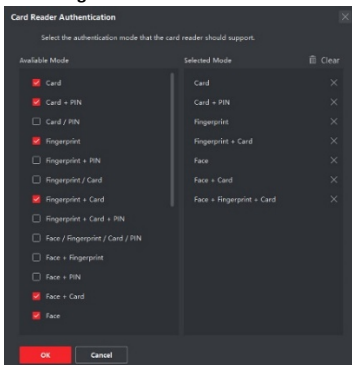 Card Reader Authentication
Select the authentication mode that the card reader should support.
Available Mode
Card
Card + PIN
Card / PIN
Fingerprint
Fingerprint + PIN
Fingerprint / Card
Fingerprint + Card
Fingerprint + Card + PIN
Face / Fingerprint / Card / PIN
Face + Fingerprint
Face + PIN
Face + Card
Face
Selected Mode
Clear
Card
Card + PIN
Fingerprint
Fingerprint + Card
Face
Face + Card
Face + Fingerprint + Card
OK
Cancel